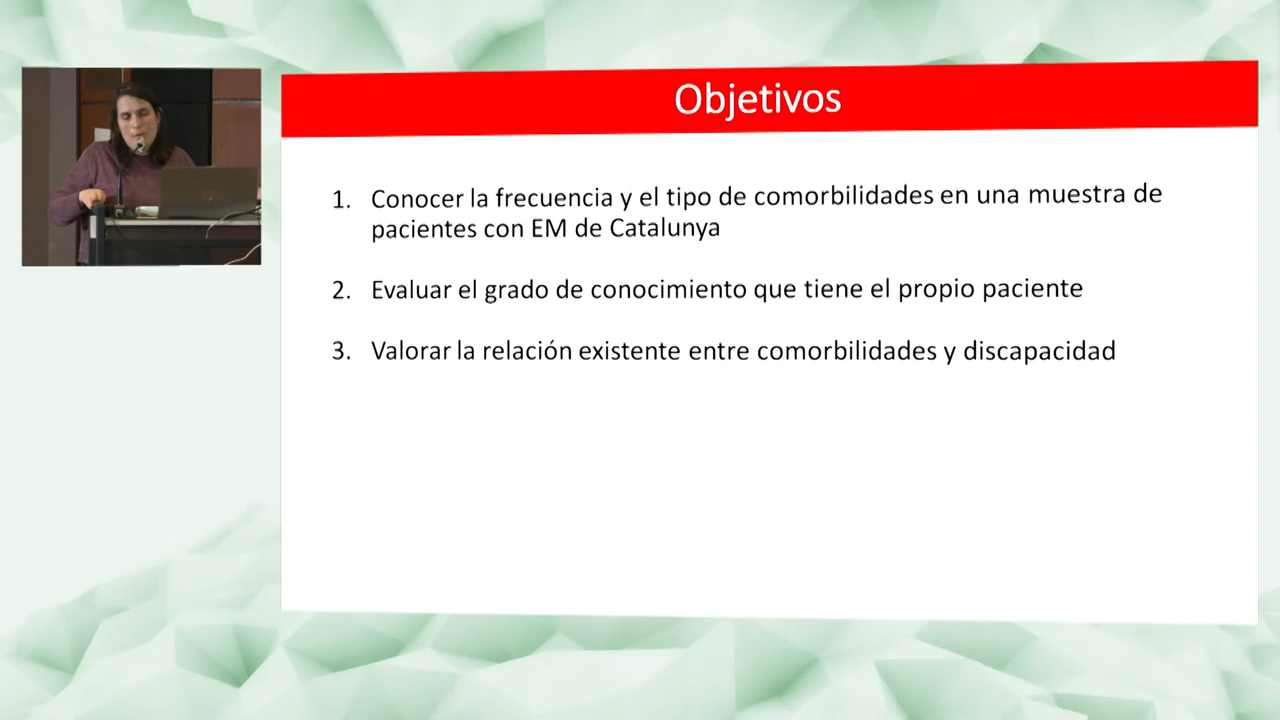 Objetivos
1. Conocer la frecuencia y el tipo de comorbilidades en una muestra de
pacientes con EM de Catalunya
2. Evaluar el grado de conocimiento que tiene el propio paciente
3. Valorar la relación existente entre comorbilidades y discapacidad